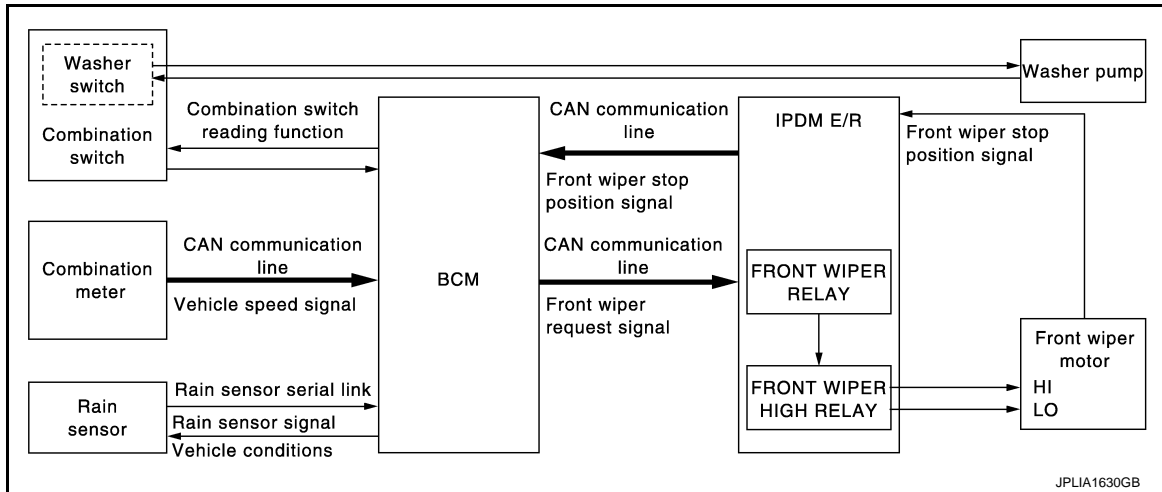 Washer
switch
Combination
switch
Combination switch
reading function
CAN communication
line
Front wiper stop
position signal
IPDM E/R
Front wiper stop
position signal
Washer pump
Combination
meter
CAN communication
line
Vehicle speed signal
BCM
CAN communication
line
Front wiper
request signal
FRONT WIPER
RELAY
FRONT WIPER
HIGH RELAY
Front wiper
motor
HI
LO
Rain
sensor
Rain sensor serial link
Rain sensor signal
Vehicle conditions
JPLIA1630GB